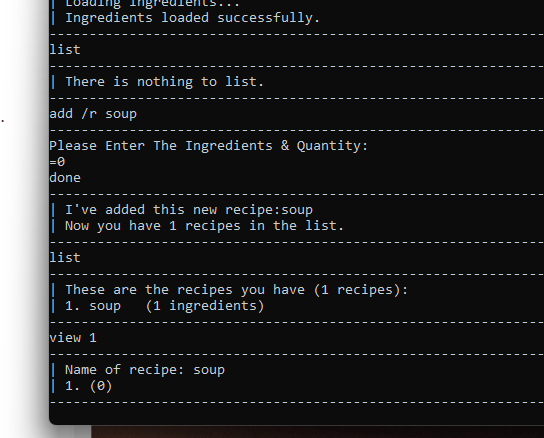 | Loading ingredients...
| Ingredients loaded successfully.
--------------------------------------------------------------
list
--------------------------------------------------------------
| There is nothing to list.
--------------------------------------------------------------
add /r soup
--------------------------------------------------------------
Please Enter The Ingredients & Quantity:
=0
done
--------------------------------------------------------------
| I've added this new recipe:soup
| Now you have 1 recipes in the list.
--------------------------------------------------------------
list
--------------------------------------------------------------
| These are the recipes you have (1 recipes):
| 1. soup   (1 ingredients)
--------------------------------------------------------------
view 1
--------------------------------------------------------------
| Name of recipe: soup
| 1. (0)
--------------------------------------------------------------